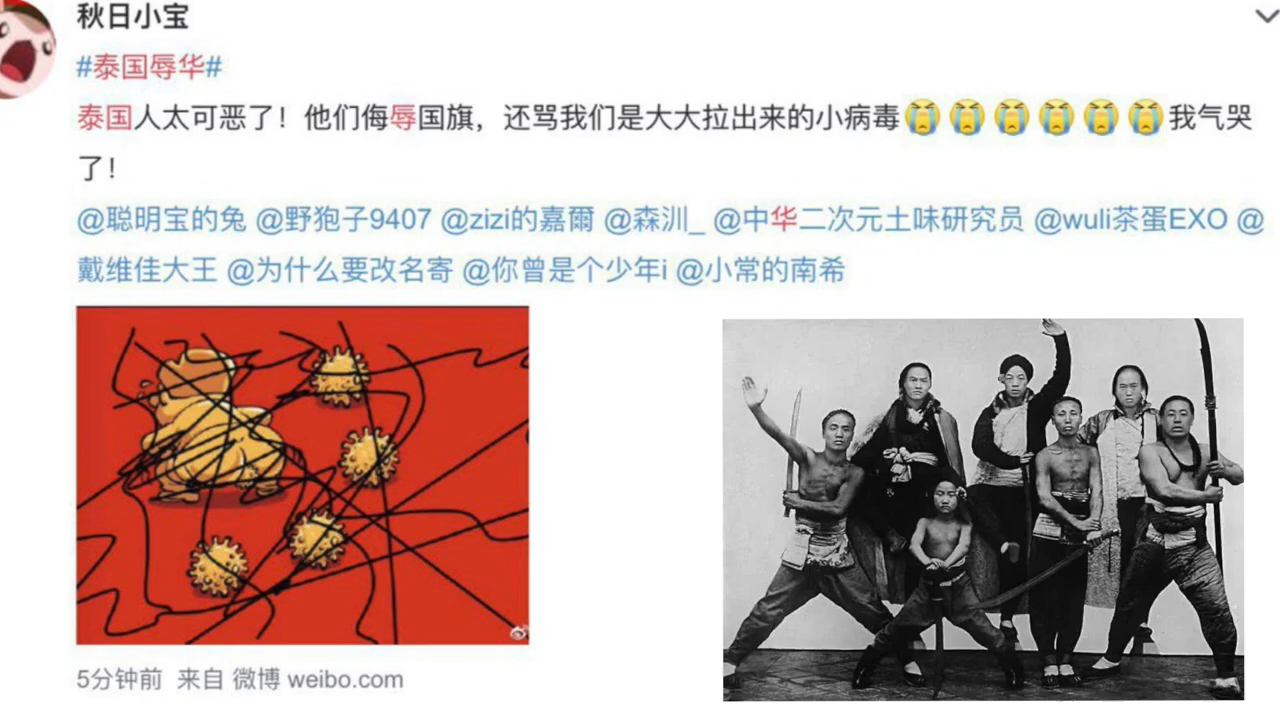 秋日小宝
#泰国辱华#
泰国人太可恶了！他们侮辱国旗，还骂我们是大大拉出来的小病毒😭😭😭😭😭😭我气哭
了！
@聪明宝的兔 @野狍子9407 @zizi的嘉爾 @森汌_ @中华二次元土味研究员 @wuli茶蛋EXO @
戴维佳大王 @为什么要改名寄 @你曾是个少年i @小常的南希
5分钟前 来自 微博 weibo.com